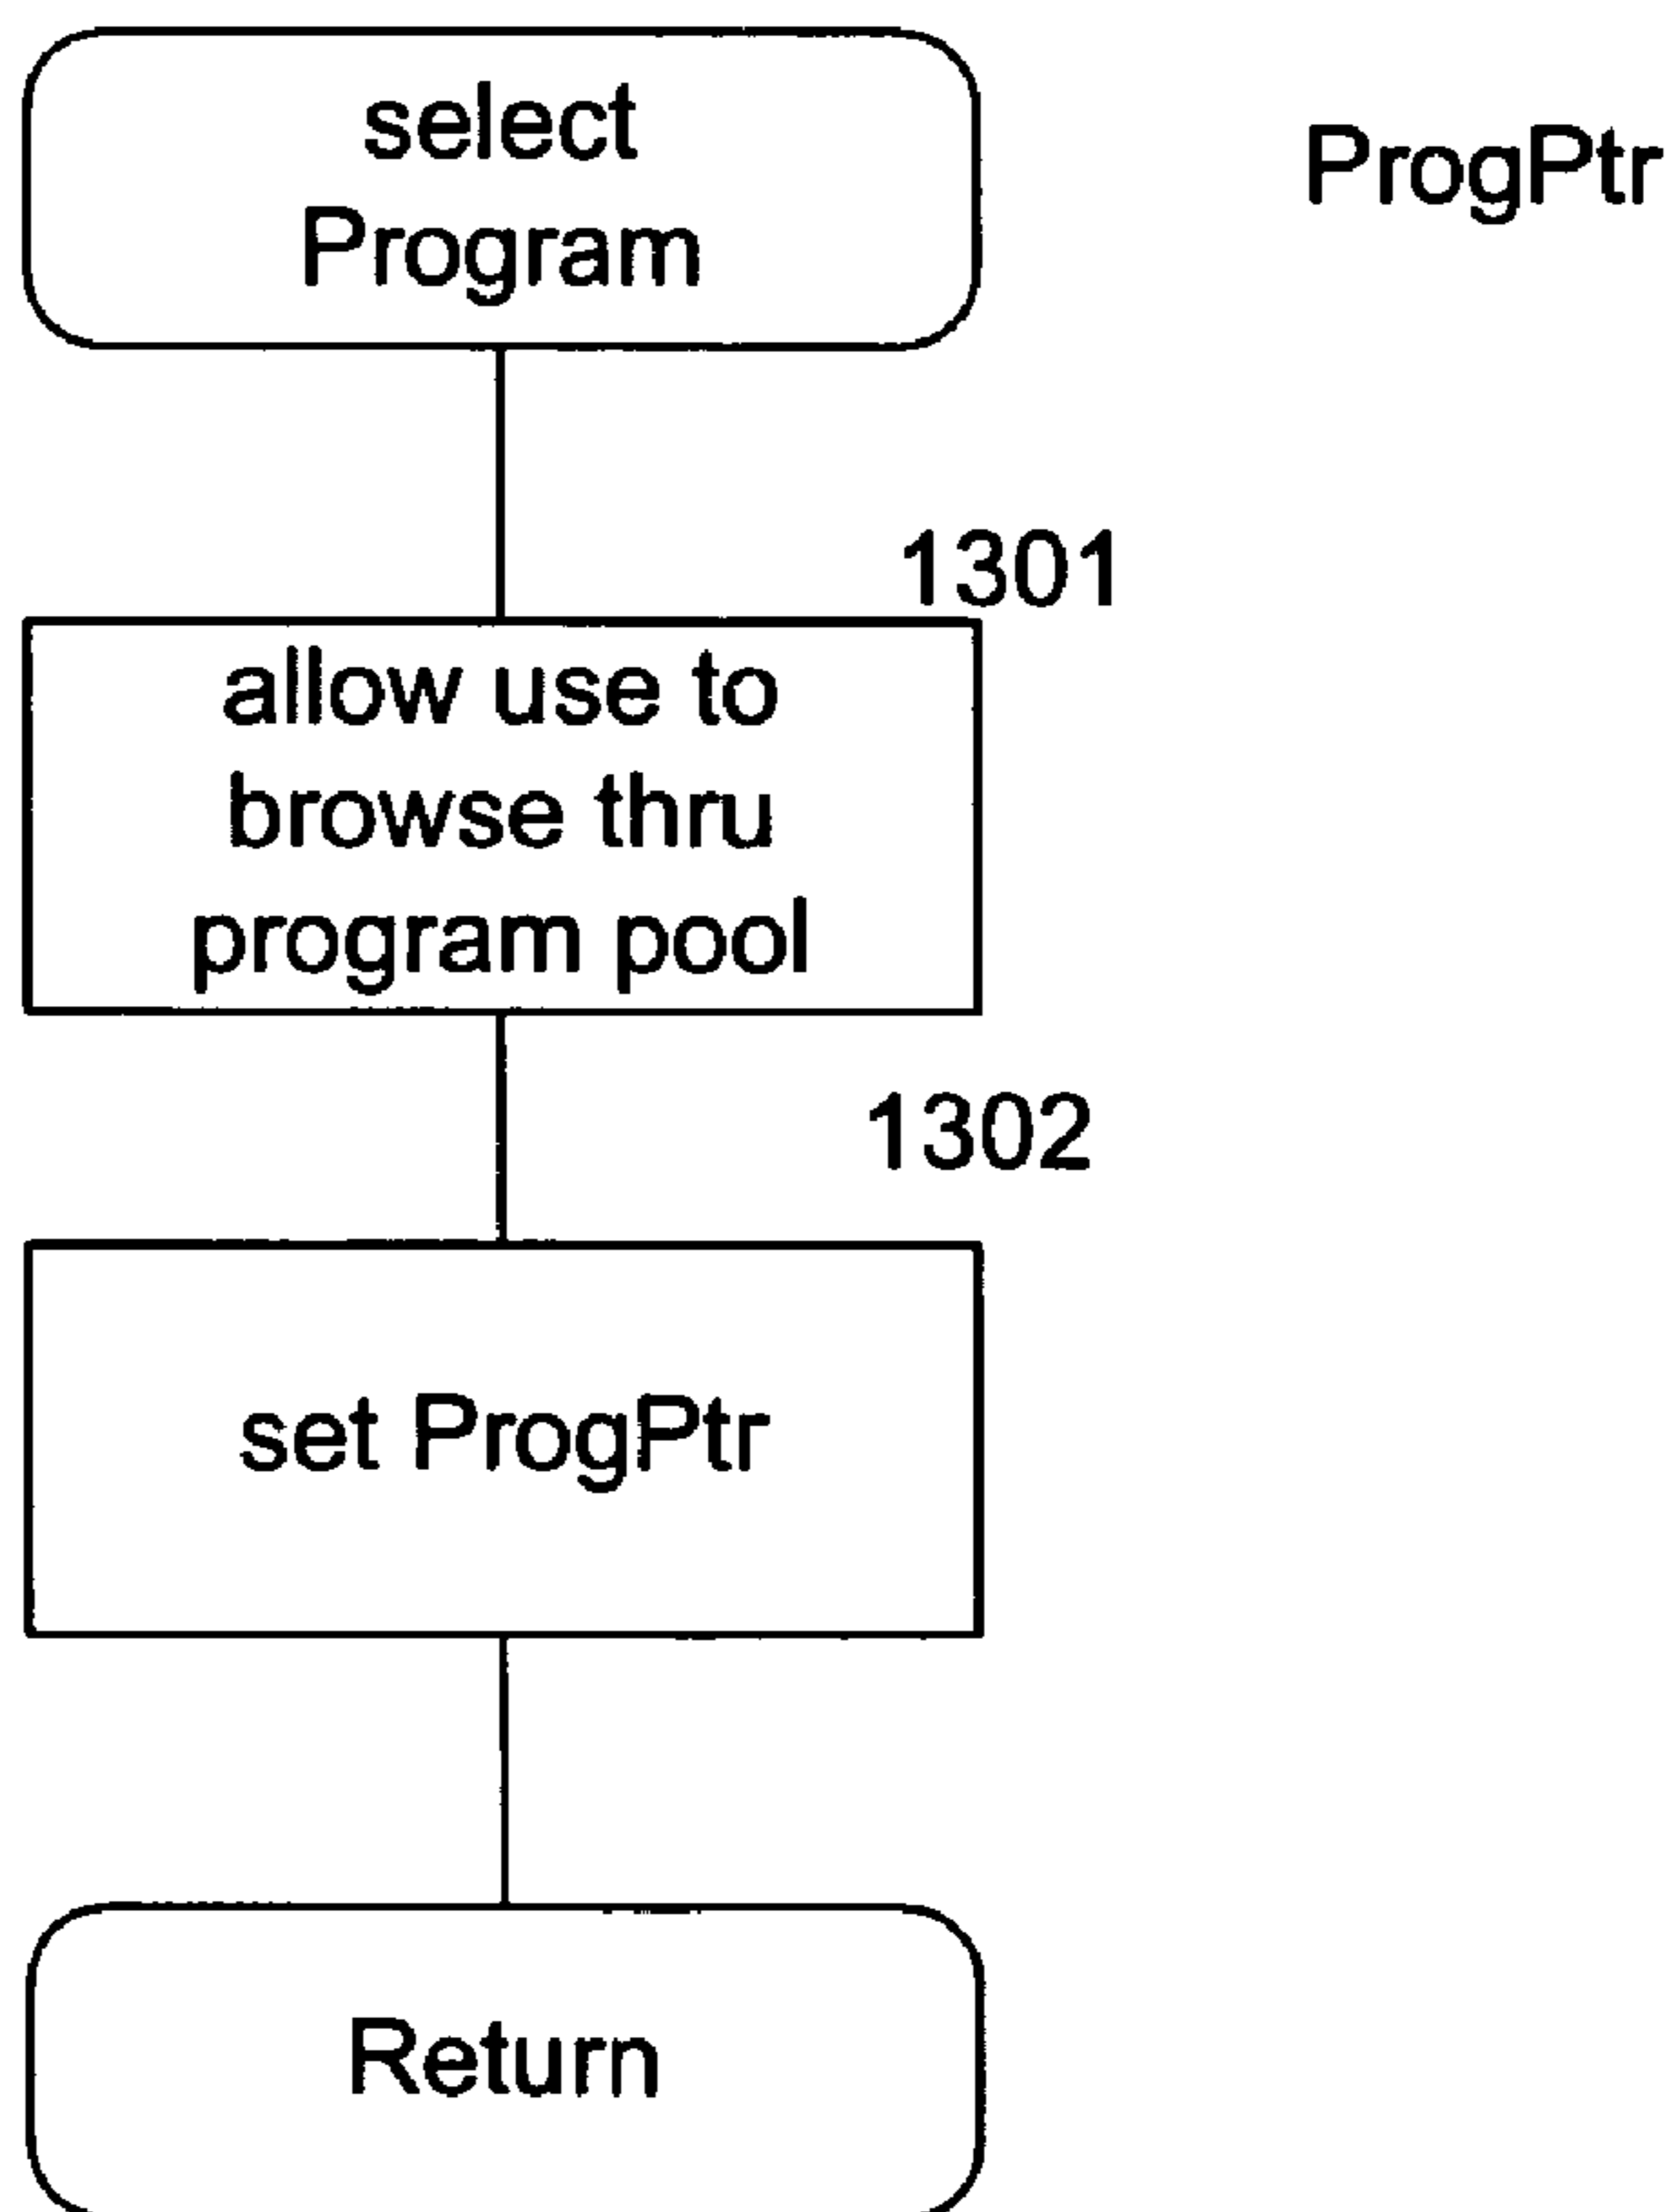 select
Program
ProgPtr
1301
allow use to
browse thru
program pool
1302
set ProgPtr
Return